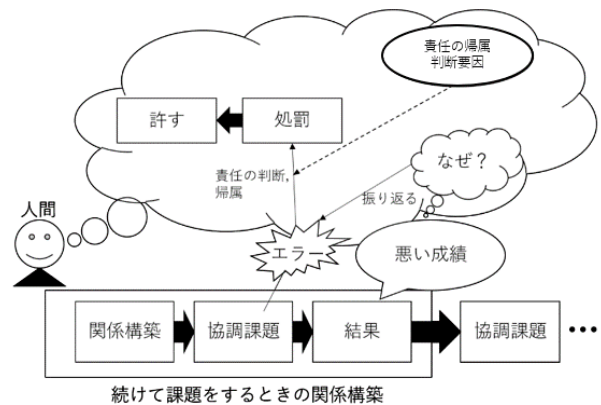 責任の帰属
判断要因
許す
処罰
なぜ？
責任の判断,
帰属
振り返る
人間
エラー
悪い成績
関係構築
協調課題
結果
協調課題
•••
続けて課題をするときの関係構築